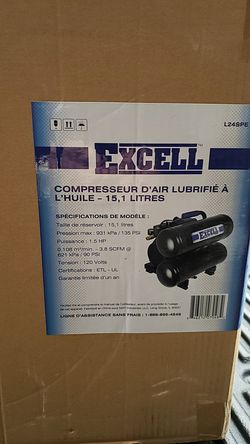 L24SPE
EXCELL
COMPRESSEUR D'AIR LUBRIFIÉ À
L'HUILE - 15,1 LITRES
SPÉCIFICATIONS DE MODÈLE :
Taille de réservoir : 15,1 litres
Pression max : 931 kPa / 135 PSI
Puissance : 1.5 HP
0.108 m³/min. - 3.8 SCFM @
621 kPa / 90 PSI
Tension : 120 Volts
Certifications : ETL - UL
Garantie limitée d'un an
LIGNE D'ASSISTANCE SANS FRAIS :